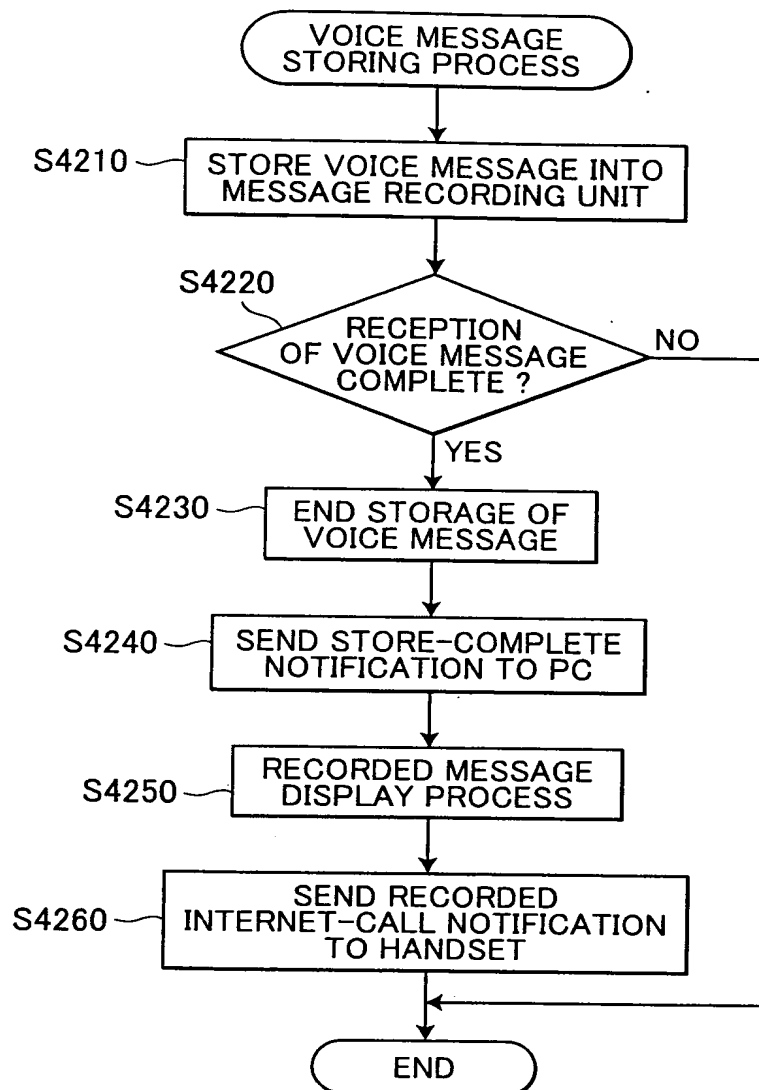 VOICE MESSAGE
STORING PROCESS
S4210
STORE VOICE MESSAGE INTO
MESSAGE RECORDING UNIT
S4220
RECEPTION
OF VOICE MESSAGE
COMPLETE ?
NO
YES
S4230
END STORAGE OF
VOICE MESSAGE
S4240
SEND STORE-COMPLETE
NOTIFICATION TO PC
S4250
RECORDED MESSAGE
DISPLAY PROCESS
S4260
SEND RECORDED
INTERNET-CALL NOTIFICATION
TO HANDSET
END